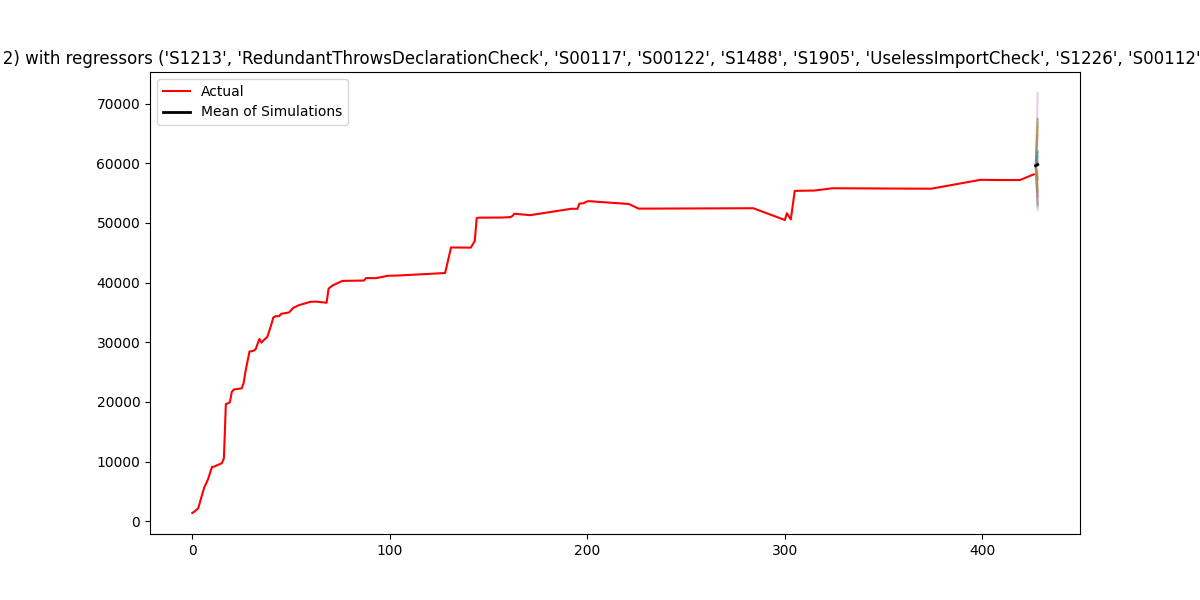 2) with regressors ('S1213', 'RedundantThrowsDeclarationCheck', 'S00117', 'S00122', 'S1488', 'S1905', 'UselessImportCheck', 'S1226', 'S00112'
Actual
Mean of Simulations
70000
60000
50000
40000
30000
20000
10000
0
0 100 200 300 400